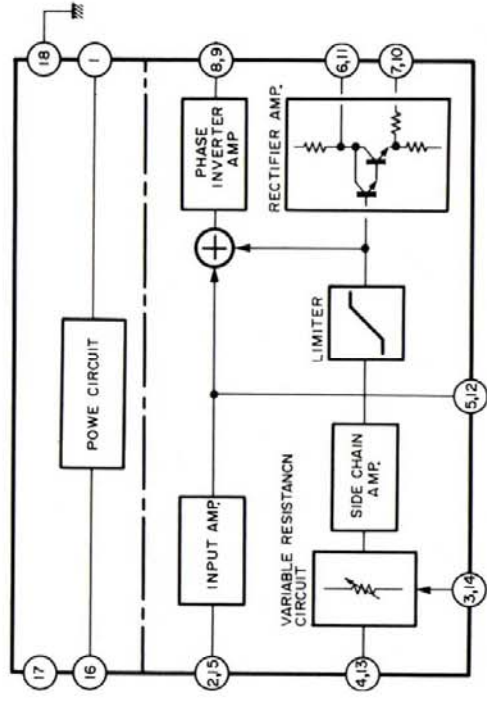 18
1
8,9
6,11
7,10
PHASE
INVERTER
AMP
RECTIFIER AMP.
POWE CIRCUIT
LIMITER
5,12
INPUT AMP.
SIDE CHAIN
AMP.
VARIABLE RESISTANCN
CIRCUIT
3,14
17
16
2,15
4,13